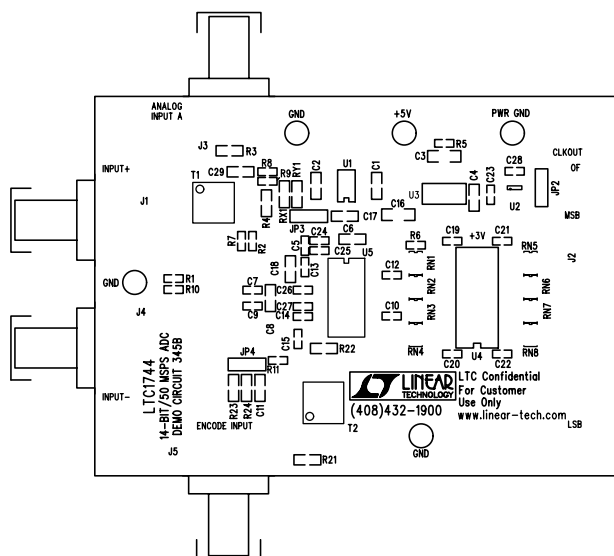 ANALOG
INPUT A
GND
+5V
PWR GND
J3
R3
R5
C3
CLKOUT
OF
INPUT+
C29
R8
R9
RY1
C2
U1
C1
C4
C23
C28
JP2
T1
U3
U2
J1
R4
RX1
JP3
C17
C16
MSB
R7
R2
C5
C24
C6
R6
C19
+3V
C21
C25
U5
RN5
J2
C18
C13
RN1
GND
R1
R10
C12
RN2
RN6
C7
C26
C9
C27
C14
C8
C10
RN3
RN7
J4
C15
R22
RN4
C20
U4
C22
RN8
JP4
R11
INPUT-
LTC1744
14-BIT/50 MSPS ADC
DEMO CIRCUIT 345B
R23
R24
C11
LINEAR
TECHNOLOGY
LTC Confidential
For Customer
Use Only
www.linear-tech.com
(408)432-1900
ENCODE INPUT
T2
LSB
J5
GND
R21